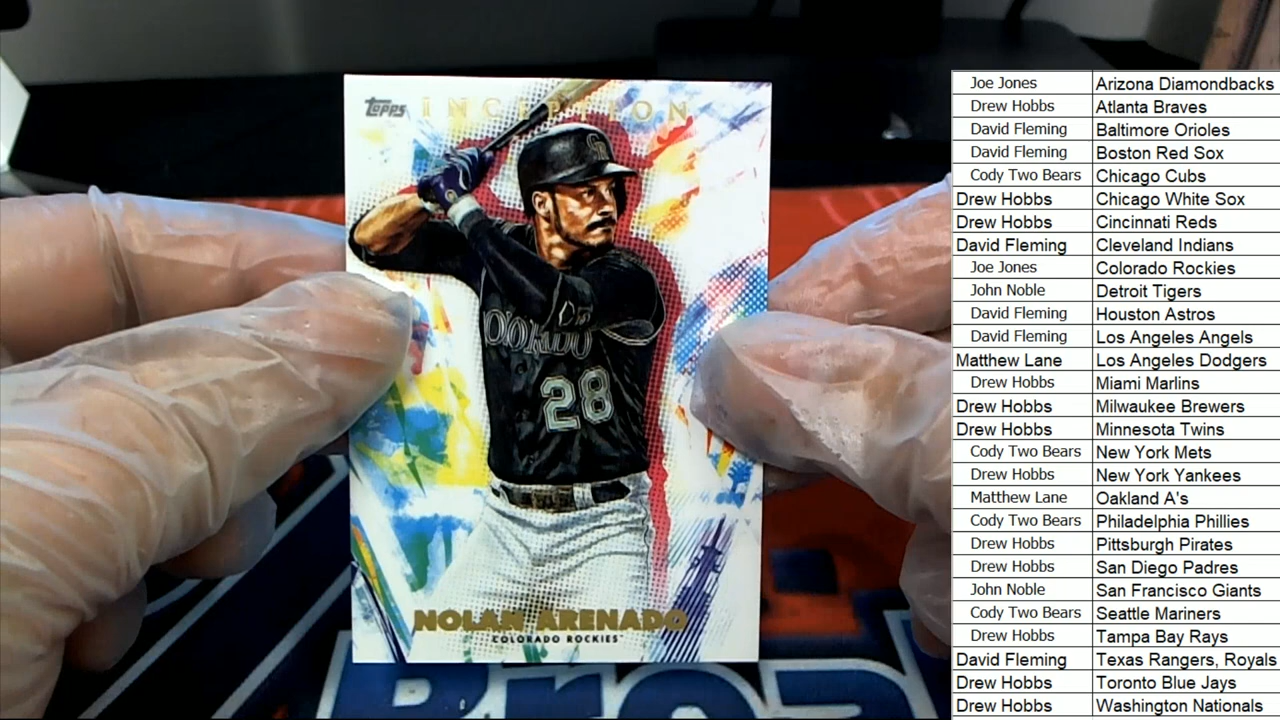 TOPPS INCEPTION
COLORADO
28
NOLAN ARENADO
COLORADO ROCKIES
Brea
Joe Jones Arizona Diamondbacks
Drew Hobbs Atlanta Braves
David Fleming Baltimore Orioles
David Fleming Boston Red Sox
Cody Two Bears Chicago Cubs
Drew Hobbs Chicago White Sox
Drew Hobbs Cincinnati Reds
David Fleming Cleveland Indians
Joe Jones Colorado Rockies
John Noble Detroit Tigers
David Fleming Houston Astros
David Fleming Los Angeles Angels
Matthew Lane Los Angeles Dodgers
Drew Hobbs Miami Marlins
Drew Hobbs Milwaukee Brewers
Drew Hobbs Minnesota Twins
Cody Two Bears New York Mets
Drew Hobbs New York Yankees
Matthew Lane Oakland A's
Cody Two Bears Philadelphia Phillies
Drew Hobbs Pittsburgh Pirates
Drew Hobbs San Diego Padres
John Noble San Francisco Giants
Cody Two Bears Seattle Mariners
Drew Hobbs Tampa Bay Rays
David Fleming Texas Rangers, Royals
Drew Hobbs Toronto Blue Jays
Drew Hobbs Washington Nationals